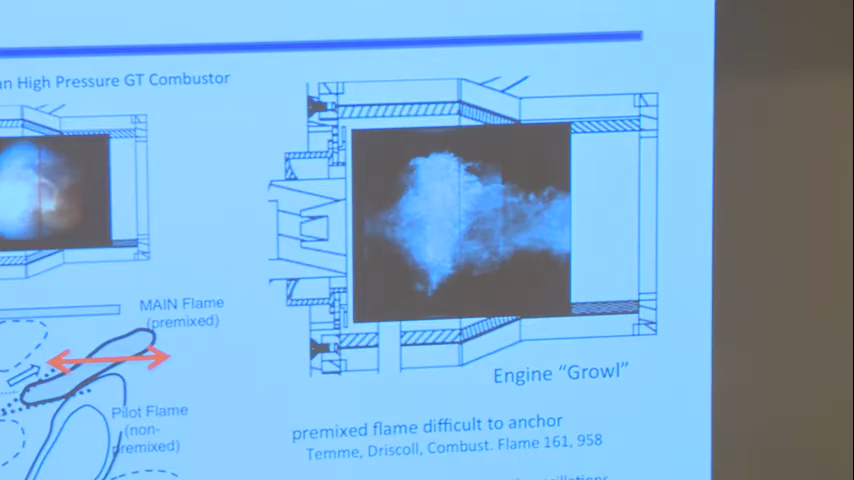 High Pressure GT Combustor
MAIN Flame
(premixed)
Pilot Flame
(non-
premixed)
Engine “Growl”
premixed flame difficult to anchor
Temme, Driscoll, Combust. Flame 161, 958